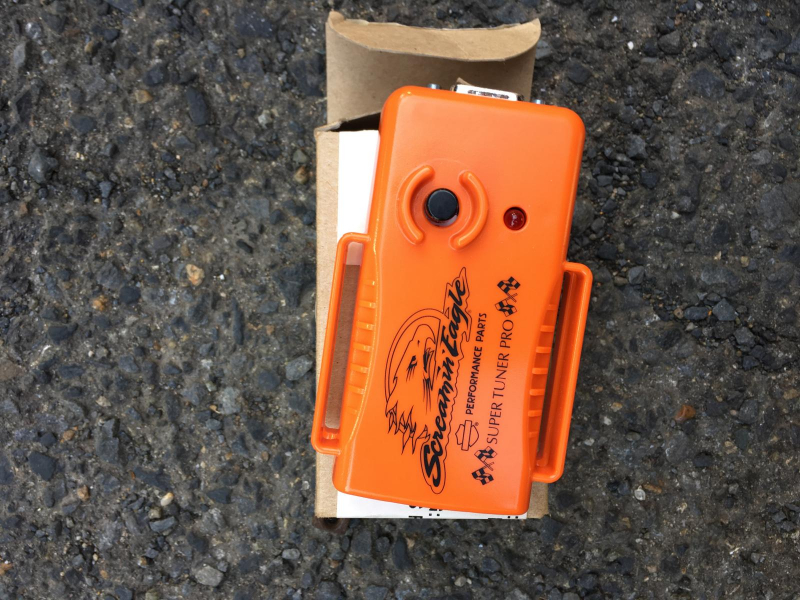 Screamin' Eagle
PERFORMANCE PARTS
SUPER TUNER PRO